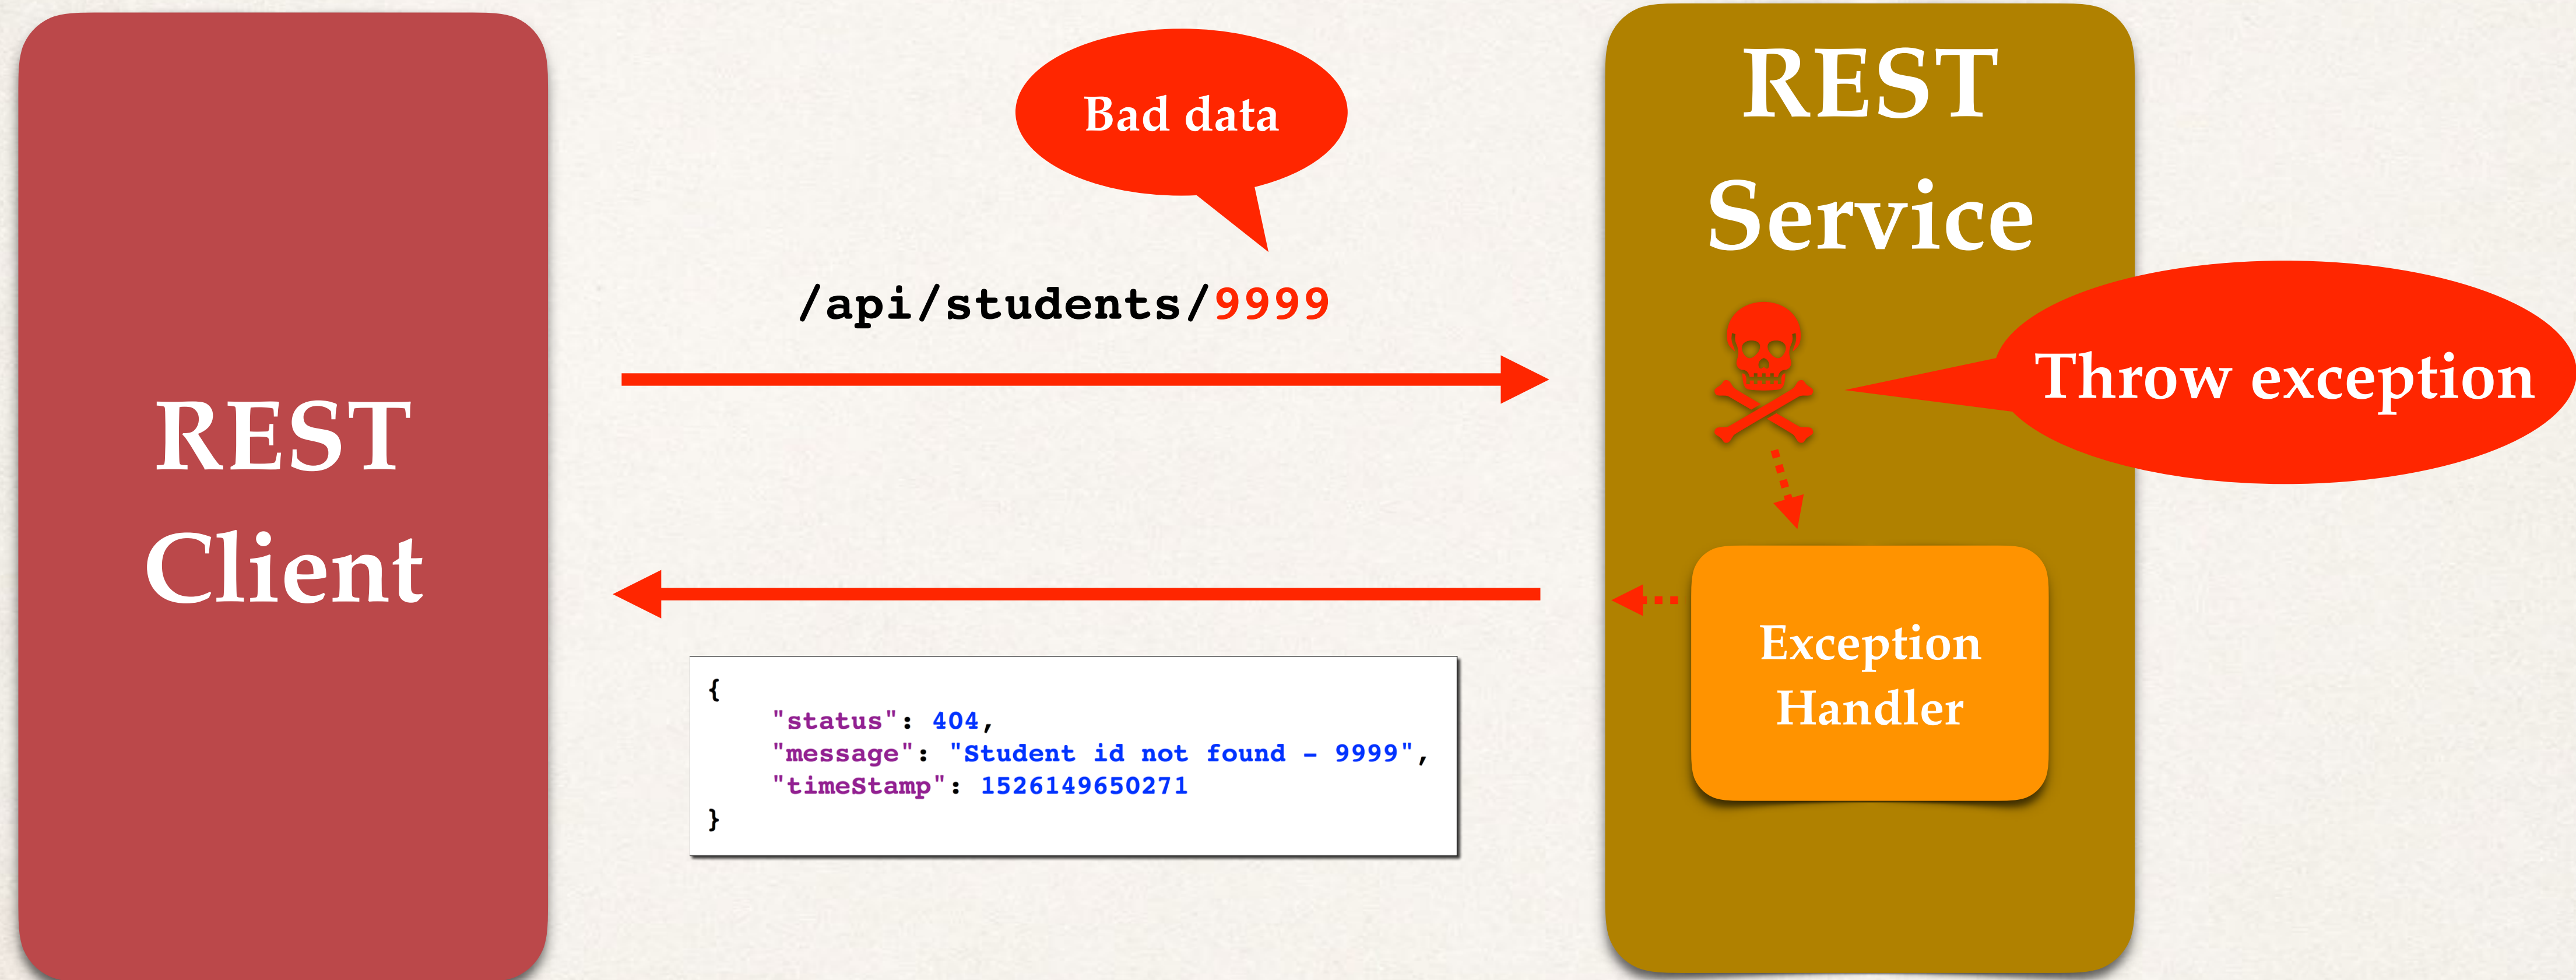 REST
Client
Bad data
/api/students/9999
{
"status": 404,
"message": "Student id not found - 9999",
"timeStamp": 1526149650271
}
REST
Service
Throw exception
Exception
Handler